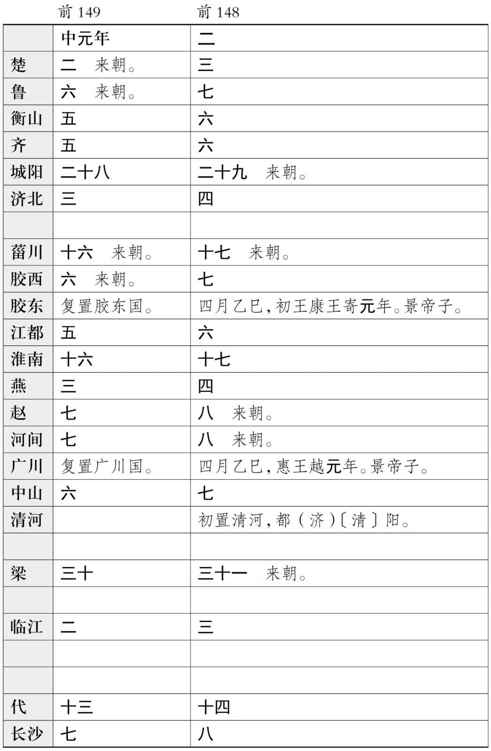 前149 前148
中元年 二
楚 二 来朝。 三
鲁 六 来朝。 七
衡山 五 六
齐 五 六
城阳 二十八 二十九 来朝。
济北 三 四
菑川 十六 来朝。 十七 来朝。
胶西 六 来朝。 七
胶东 复置胶东国。 四月乙巳,初王康王寄元年。景帝子。
江都 五 六
淮南 十六 十七
燕 三 四
赵 七 八 来朝。
河间 七 八 来朝。
广川 复置广川国。 四月乙巳,惠王越元年。景帝子。
中山 六 七
清河 初置清河,都（济）〔清〕阳。
梁 三十 三十一 来朝。
临江 二 三
代 十三 十四
长沙 七 八